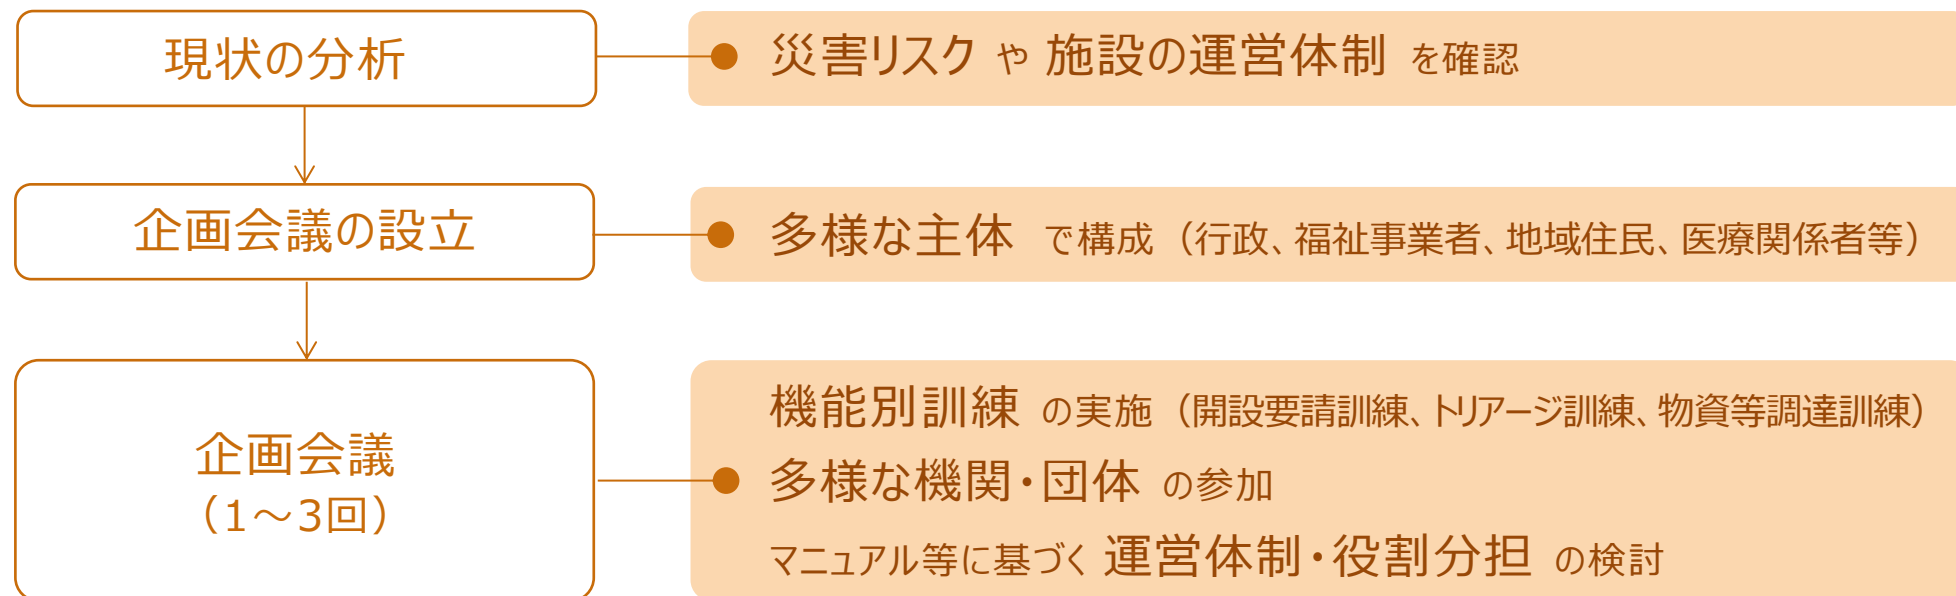 現状の分析
災害リスク や 施設の運営体制 を確認
企画会議の設立
多様な主体 で構成（行政、福祉事業者、地域住民、医療関係者等）
企画会議
（1～3回）
機能別訓練 の実施（開設要請訓練、トリアージ訓練、物資等調達訓練）
多様な機関・団体 の参加
マニュアル等に基づく 運営体制・役割分担 の検討